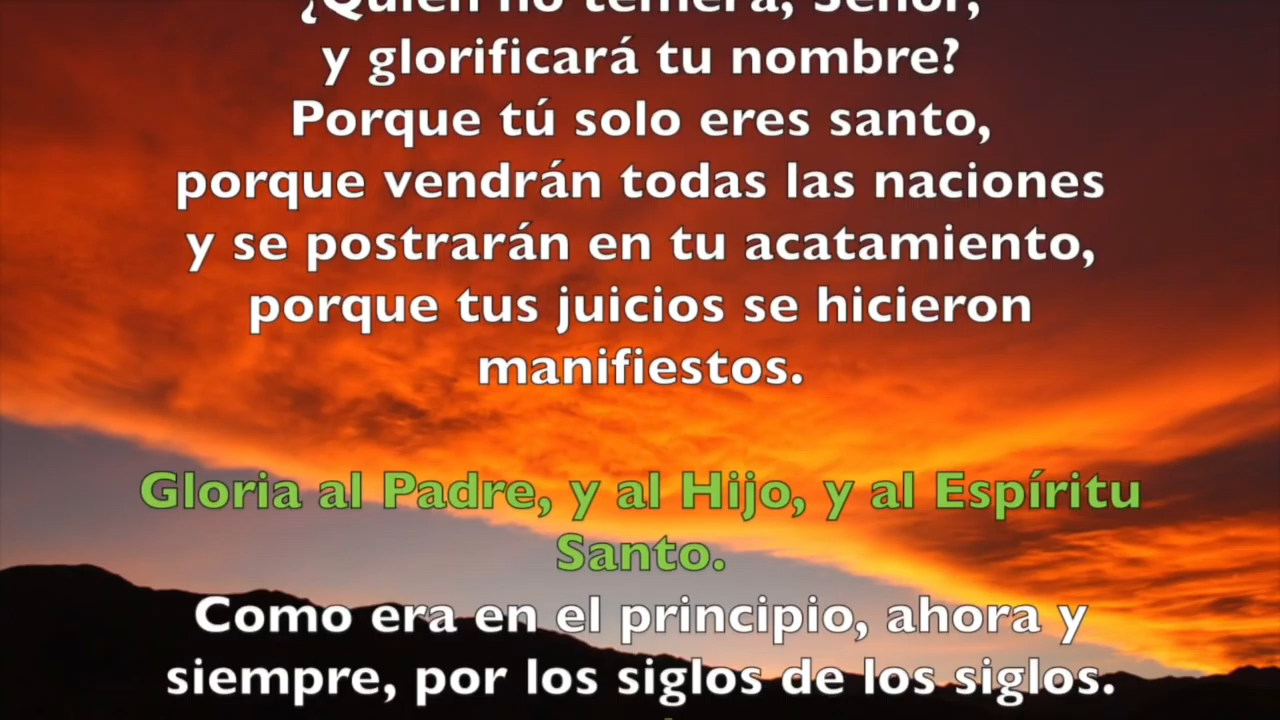 ¿Quién no temerá, Señor,
y glorificará tu nombre?
Porque tú solo eres santo,
porque vendrán todas las naciones
y se postrarán en tu acatamiento,
porque tus juicios se hicieron
manifiestos.
Gloria al Padre, y al Hijo, y al Espíritu
Santo.
Como era en el principio, ahora y
siempre, por los siglos de los siglos.